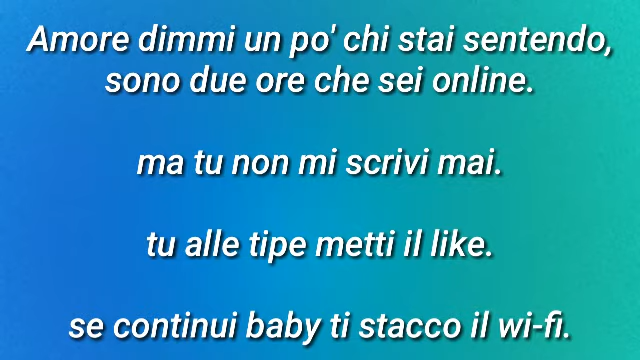 Amore dimmi un po' chi stai sentendo,
sono due ore che sei online.
ma tu non mi scrivi mai.
tu alle tipe metti il like.
se continui baby ti stacco il wi-fi.